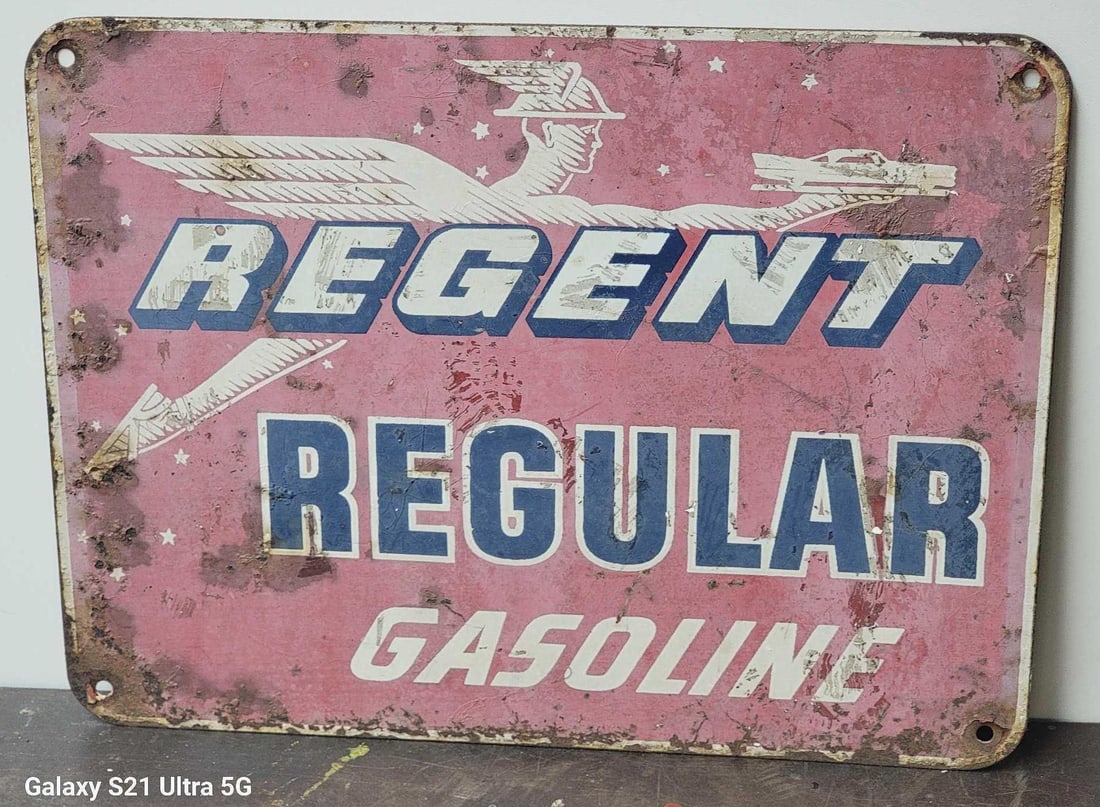 REGENT
REGULAR
GASOLINE
Galaxy S21 Ultra 5G